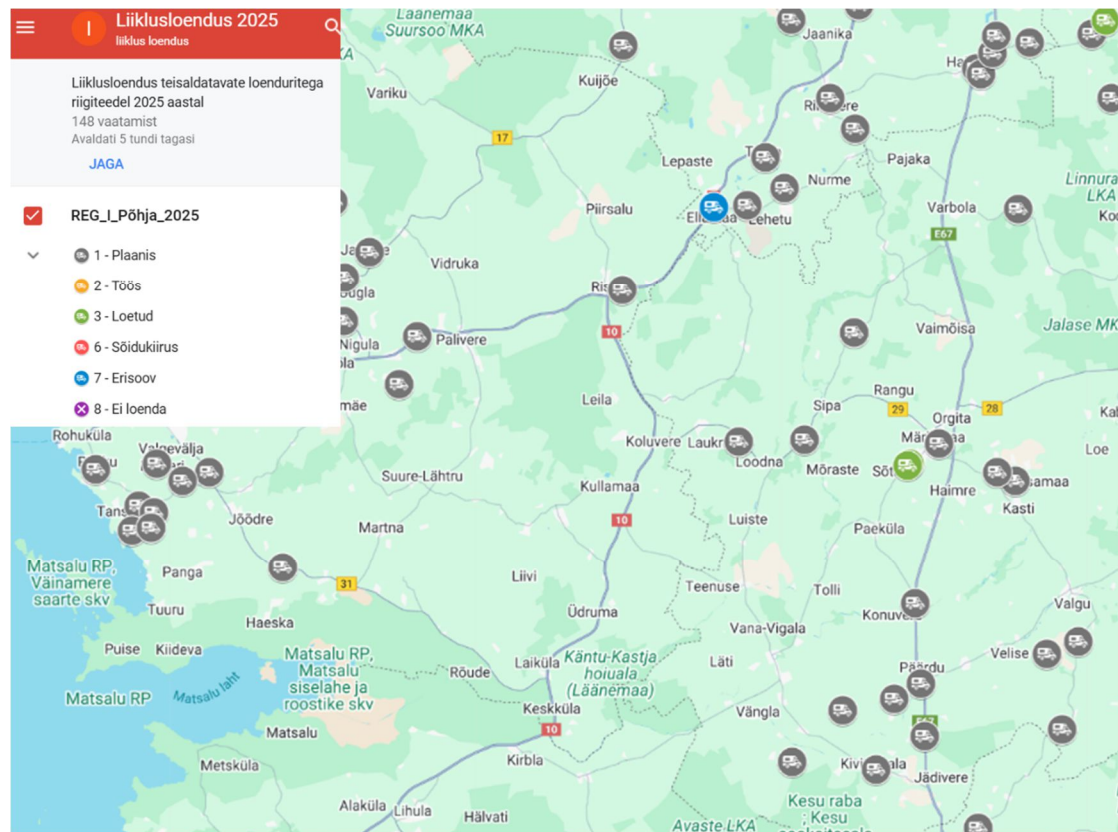 Liiklusloendus 2025
liiklus loendus
Liiklusloendus teisaldatavate loenduritega
riigiteedel 2025 aastal
148 vaatamist
Avaldati 5 tundi tagasi
JAGA
REG_I_Põhja_2025
1 - Plaanis
2 - Töös
3 - Loetud
6 - Sõidukiirus
7 - Erisoov
8 - Ei loenda
Läänemaa
Suursoo MKA
Jaanika
Kuijõe
Variku
17
Lepaste
Pajaka
Nurme
Linnura
LKA
Piirsalu
Lehetu
Varbola
E67
Vidruka
10
Vaimõisa
Jalase MK
Nigula
Palivere
Rangu
Leila
Sipa
29
28
Orgita
Rohuküla
Valgevälja
Koluvere
Loodna
Mõraste
Loe
Suure-Lähtru
Kullamaa
Haimre
Kasti
10
Jõõdre
Martna
Luiste
Paeküla
Matsalu RP,
Väinamere
saarte skv
Panga
31
Liivi
Teenuse
Tolli
Tuuru
Haeska
Üdruma
Valgu
Vana-Vigala
Puise
Kiideva
Matsalu RP,
Matsalu
siselahe ja
roostike skv
Laiküla
Käntu-Kastja
hoiuala
(Läänemaa)
Läti
Velise
Päärdu
Matsalu RP
Matsalu laht
Rõude
Keskküla
Vängla
E67
10
Matsalu
Metsküla
Kirbla
Jädivere
Alaküla
Lihula
Hälvati
Kesu raba
; Kesu
Avaste LKA